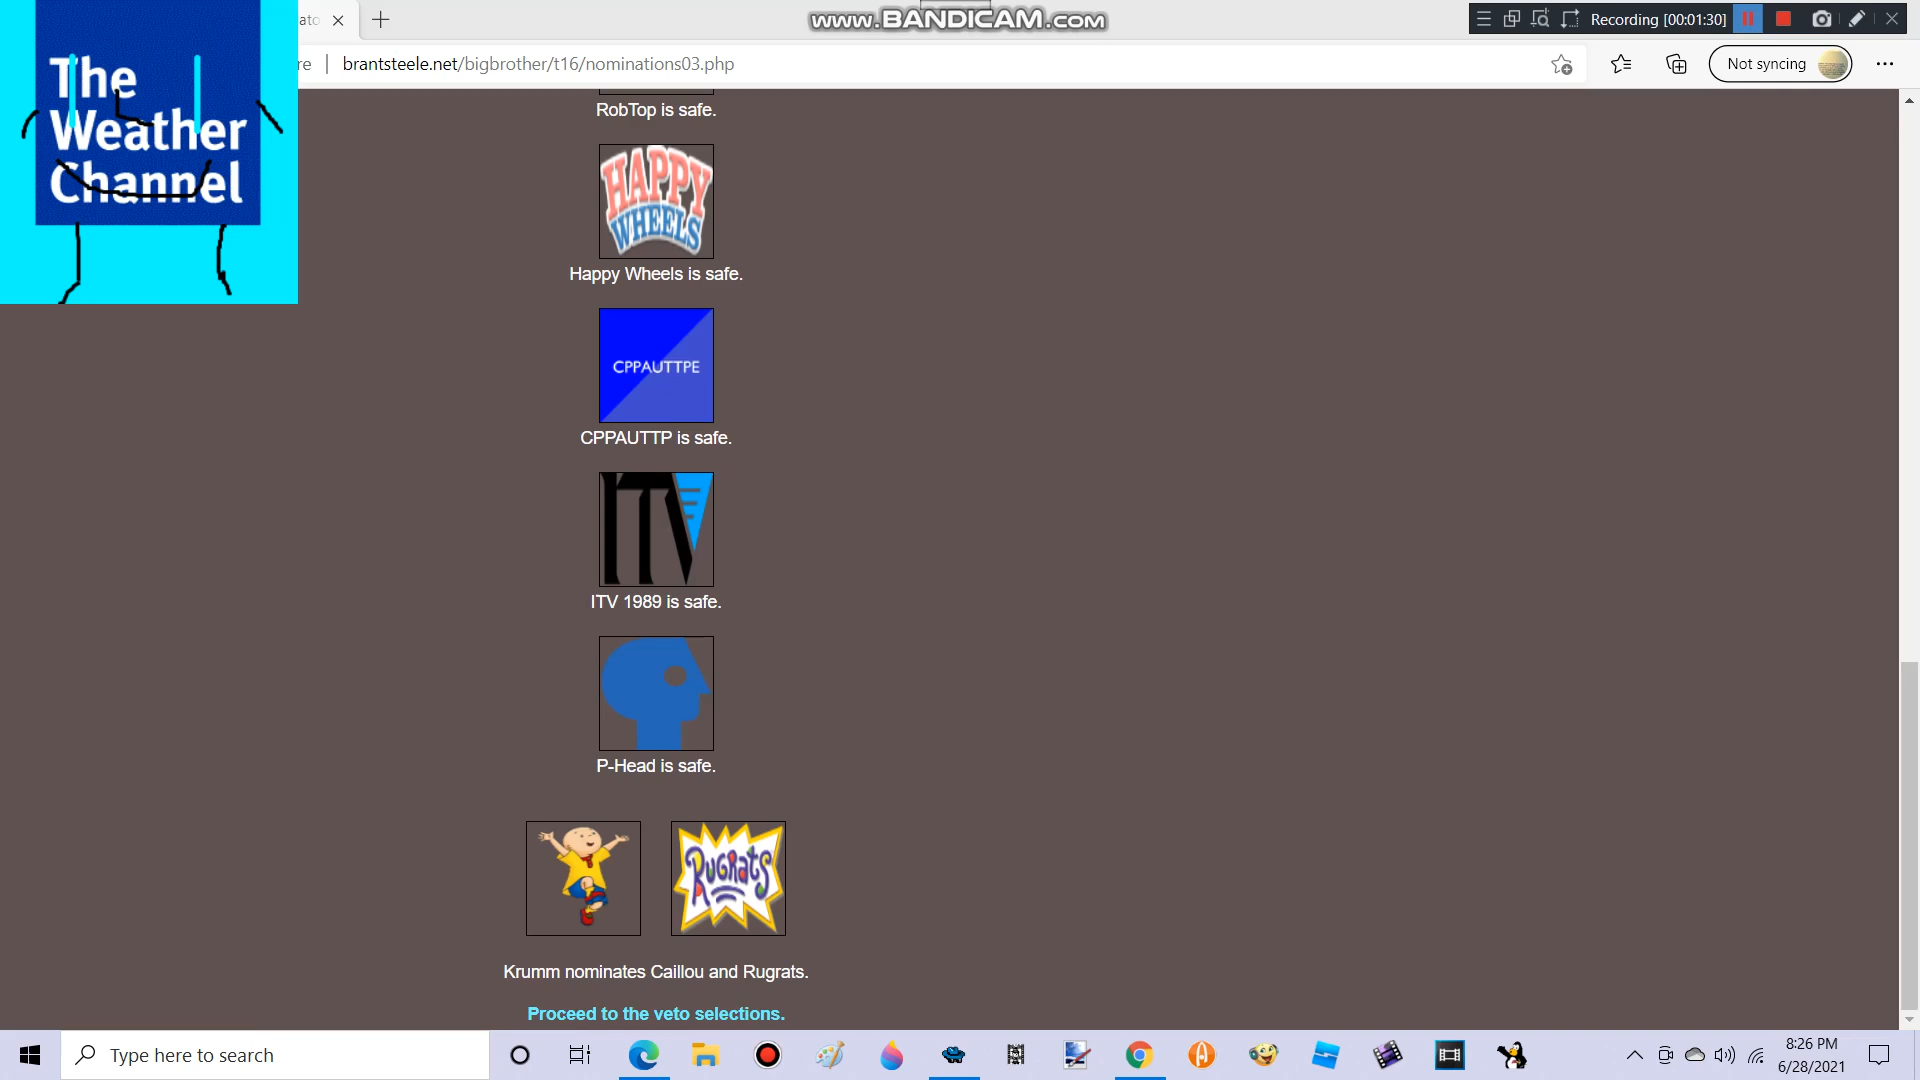 www.BANDICAM.com
Recording [00:01:30]
ato
re
brantsteele.net/bigbrother/t16/nominations03.php
Not syncing
The
Weather
Channel
RobTop is safe.
HAPPY
WHEELS
Happy Wheels is safe.
CPPAUTTPE
CPPAUTTP is safe.
ITV
ITV 1989 is safe.
P-Head is safe.
RUGRATS
Krumm nominates Caillou and Rugrats.
Proceed to the veto selections.
Type here to search
8:26 PM
6/28/2021